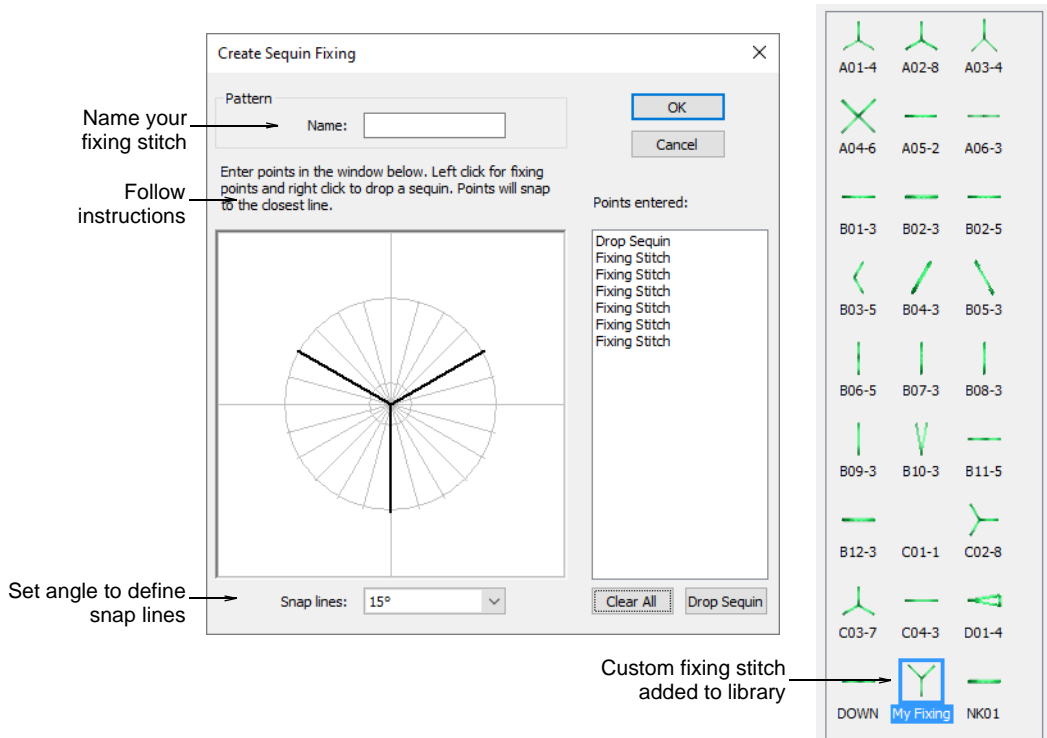 Create Sequin Fixing
Pattern
Name:
OK
Cancel
Name your
fixing stitch
Enter points in the window below. Left click for fixing
points and right click to drop a sequin. Points will snap
to the closest line.
Follow
instructions
Points entered:
Drop Sequin
Fixing Stitch
Fixing Stitch
Fixing Stitch
Fixing Stitch
Fixing Stitch
Fixing Stitch
Set angle to define
snap lines
Snap lines:
15°
Clear All
Drop Sequin
Custom fixing stitch
added to library
A01-4 A02-8 A03-4
A04-6 A05-2 A06-3
B01-3 B02-3 B02-5
B03-5 B04-3 B05-3
B06-5 B07-3 B08-3
B09-3 B10-3 B11-5
B12-3 C01-1 C02-8
C03-7 C04-3 D01-4
DOWN My Fixing NK01